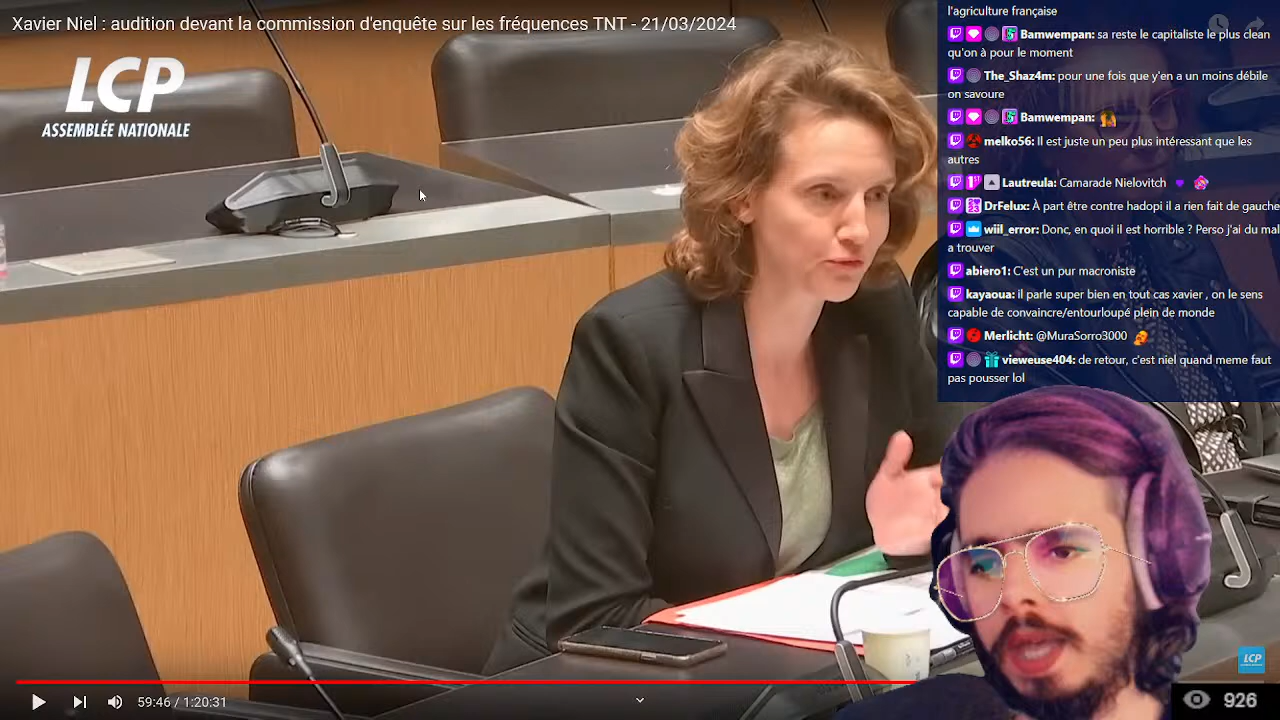 Xavier Niel : audition devant la commission d'enquête sur les fréquences TNT - 21/03/2024
LCP
ASSEMBLÉE NATIONALE
l'agriculture française
Bamwempan: sa reste le capitaliste le plus clean
qu'on à pour le moment
The_Shaz4m: pour une fois que y'en a un moins débile
on savoure
Bamwempan:
melko56: Il est juste un peu plus intéressant que les
autres
Lautreula: Camarade Nielovitch
DrFelux: À part être contre hadopi il a rien fait de gauche
wiil_error: Donc, en quoi il est horrible ? Perso j'ai du mal
a trouver
abiero1: C'est un pur macroniste
kayaoua: il parle super bien en tout cas xavier , on le sens
capable de convaincre/entourloupé plein de monde
Merlicht: @MuraSorro3000
vieweuse404: de retour, c'est niel quand meme faut
pas pousser lol
LCP
59:46 / 1:20:31
926